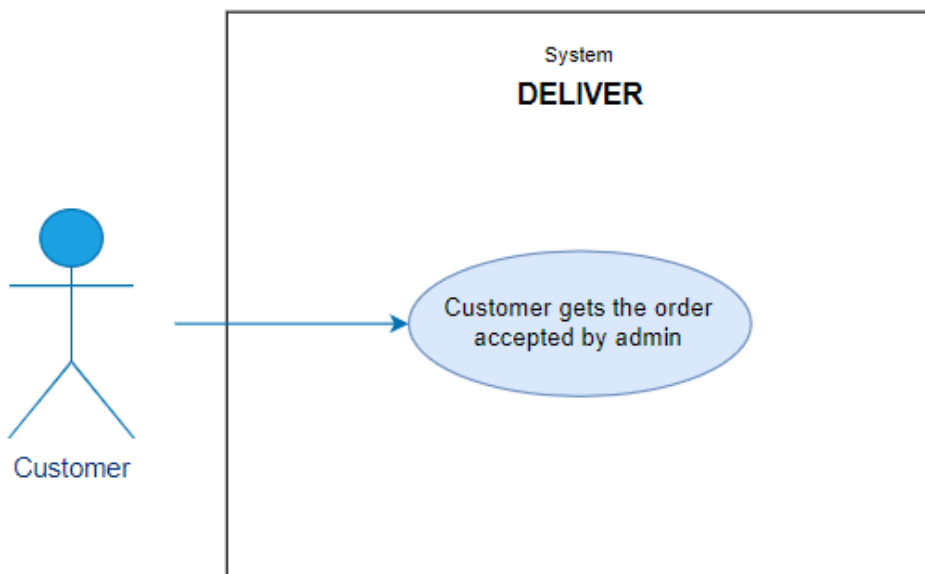 System
DELIVER
Customer gets the order
accepted by admin
Customer